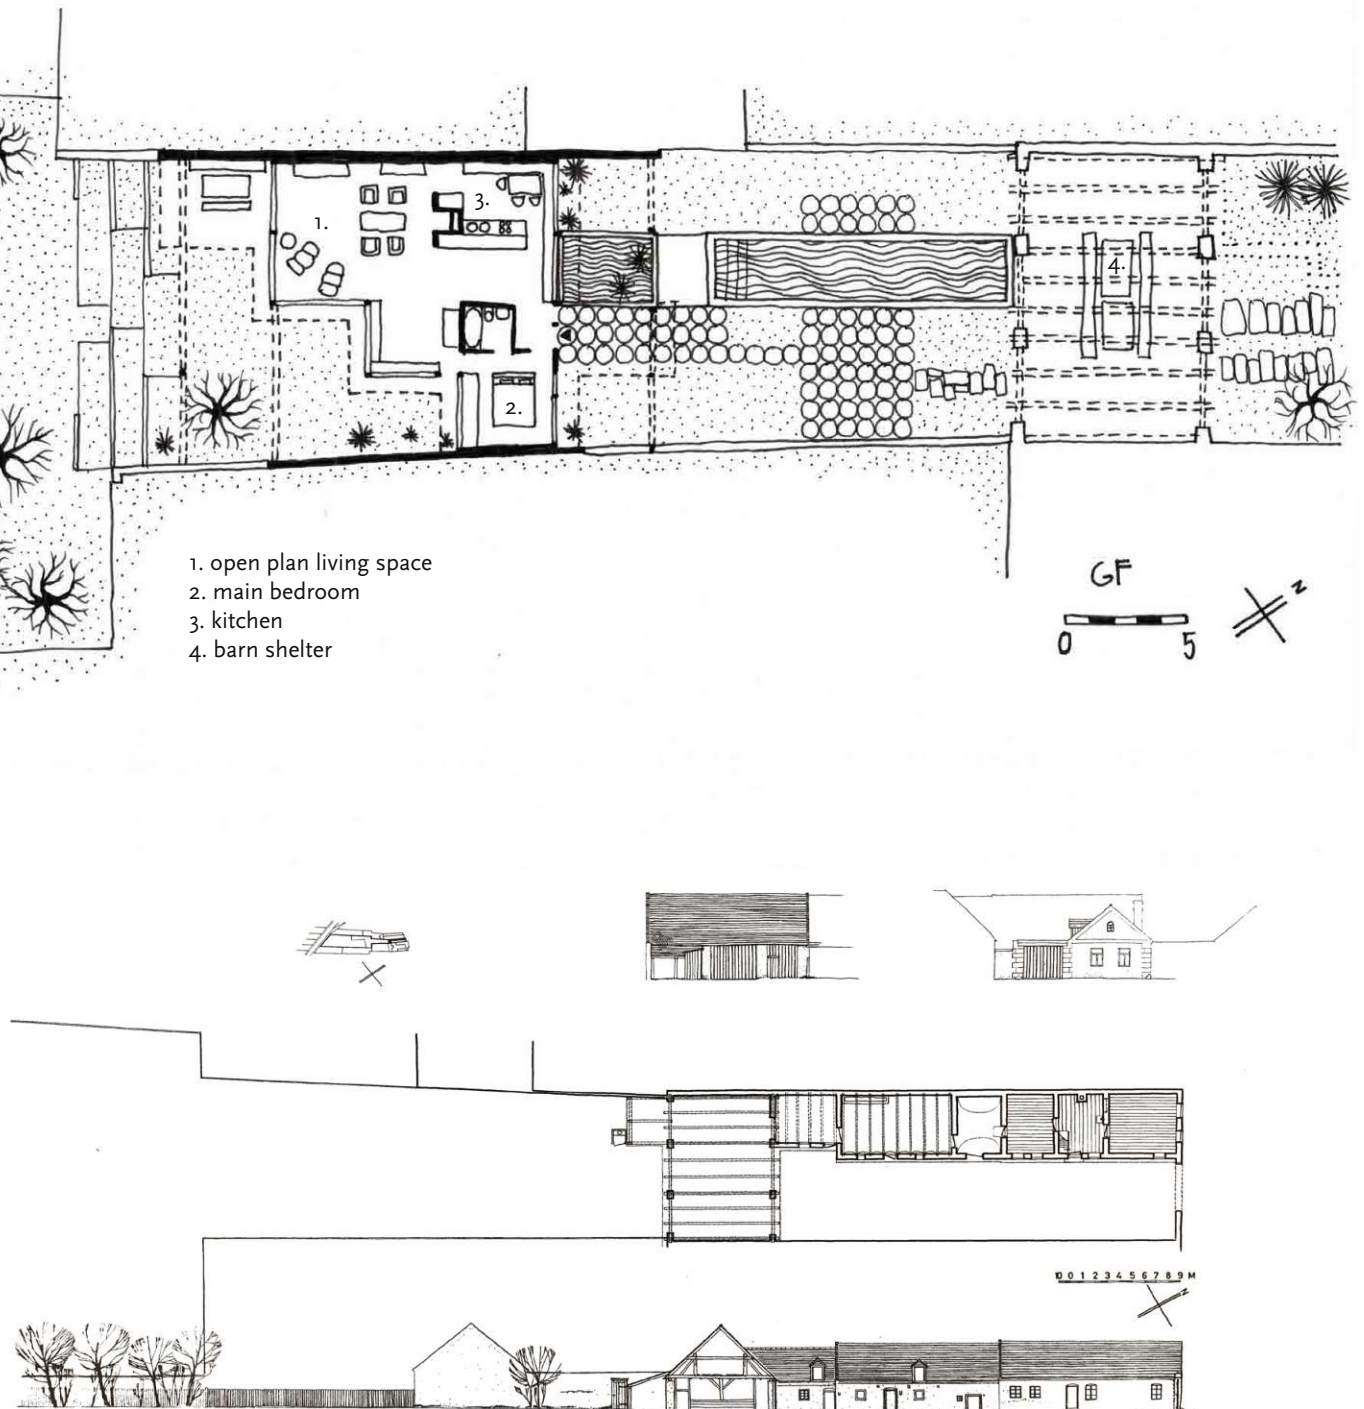 1.
3.
4.
2.
1. open plan living space
2. main bedroom
3. kitchen
4. barn shelter
GF
N
0 5
10 0 1 2 3 4 5 6 7 8 9 M
N